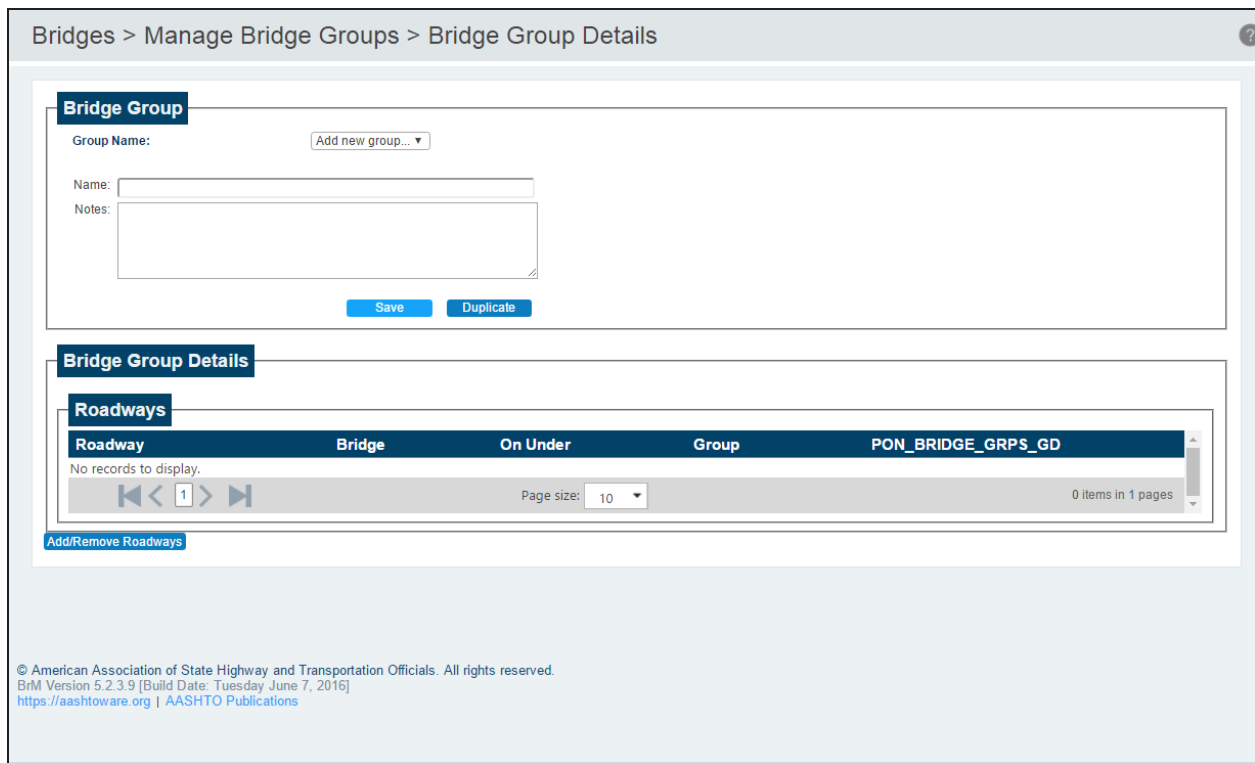 Bridges > Manage Bridge Groups > Bridge Group Details ?
Bridge Group
Group Name: Add new group... ▼
Name:
Notes:
Save Duplicate
Bridge Group Details
Roadways
Roadway Bridge On Under Group PON_BRIDGE_GRPS_GD
No records to display.
1 Page size: 10 0 items in 1 pages
Add/Remove Roadways
© American Association of State Highway and Transportation Officials. All rights reserved.
BrM Version 5.2.3.9 [Build Date: Tuesday June 7, 2016]
https://aashtoware.org | AASHTO Publications